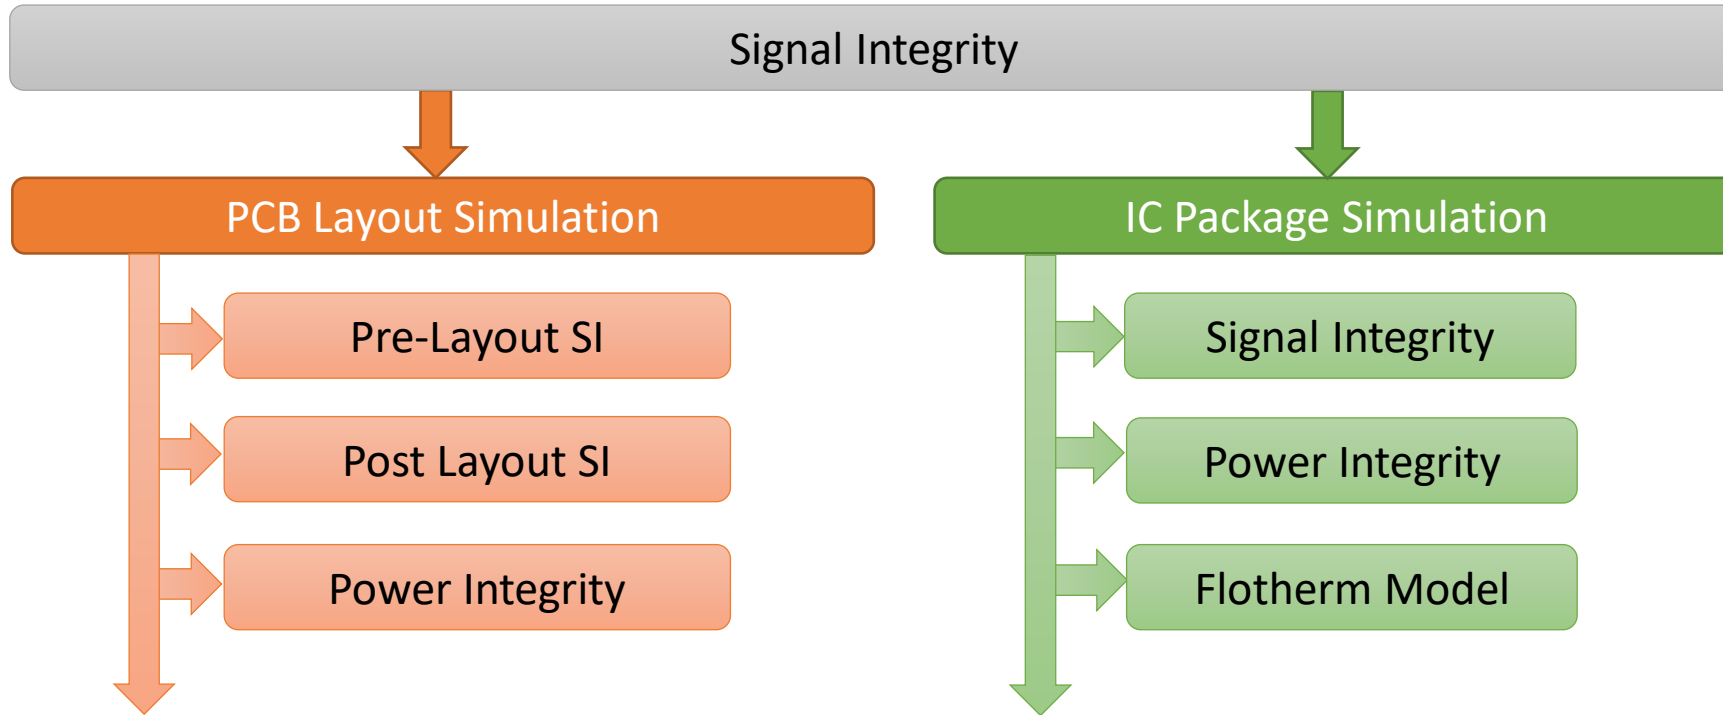 Signal Integrity
PCB Layout Simulation
Pre-Layout SI
Post Layout SI
Power Integrity
IC Package Simulation
Signal Integrity
Power Integrity
Flotherm Model